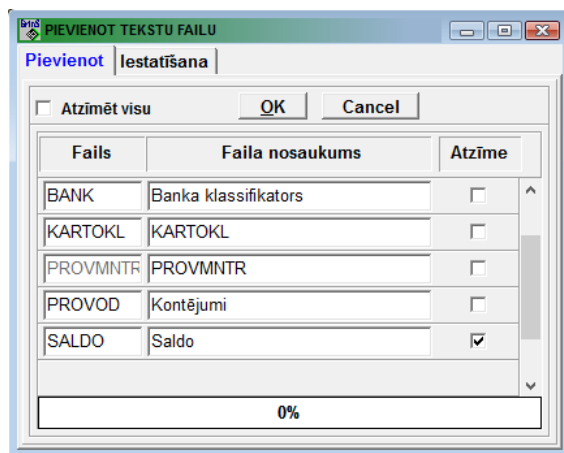 PIEVIENOT TEKSTU FAILU
Pievienot Iestatīšana
Atzīmēt visu OK Cancel
Fails Faila nosaukums Atzīme
BANK Banka klassifikators
KARTOKL KARTOKL
PROVMNTR PROVMNTR
PROVOD Kontējumi
SALDO Saldo
0%